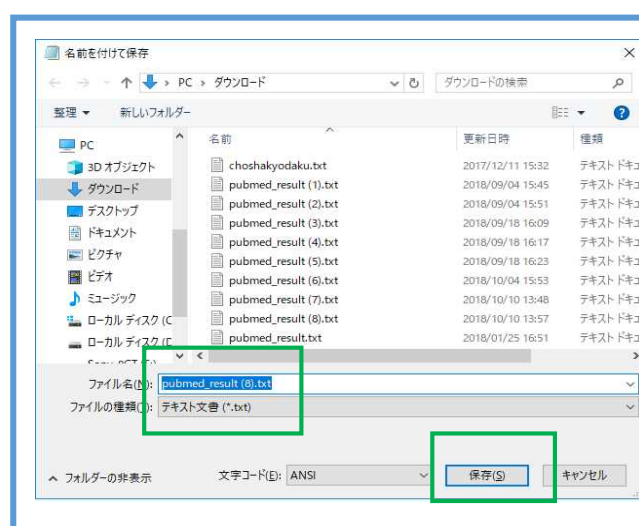 名前を付けて保存
PC › ダウンロード
ダウンロードの検索
整理 新しいフォルダー
名前 更新日時 種類
PC
3D オブジェクト
ダウンロード
デスクトップ
ドキュメント
ピクチャ
ビデオ
ミュージック
ローカル ディスク (C
ローカル ディスク (D
choshakyodaku.txt 2017/12/11 15:32 テキスト ドキュ
pubmed_result (1).txt 2018/09/04 15:45 テキスト ドキュ
pubmed_result (2).txt 2018/09/04 15:51 テキスト ドキュ
pubmed_result (3).txt 2018/09/18 16:09 テキスト ドキュ
pubmed_result (4).txt 2018/09/18 16:17 テキスト ドキュ
pubmed_result (5).txt 2018/09/18 16:23 テキスト ドキュ
pubmed_result (6).txt 2018/10/04 15:53 テキスト ドキュ
pubmed_result (7).txt 2018/10/10 13:48 テキスト ドキュ
pubmed_result (8).txt 2018/10/10 13:57 テキスト ドキュ
pubmed_result.txt 2018/01/25 16:51 テキスト ドキュ
ファイル名(N): pubmed_result (8).txt
ファイルの種類(T): テキスト文書 (*.txt)
フォルダーの非表示 文字コード(E): ANSI 保存(S) キャンセル